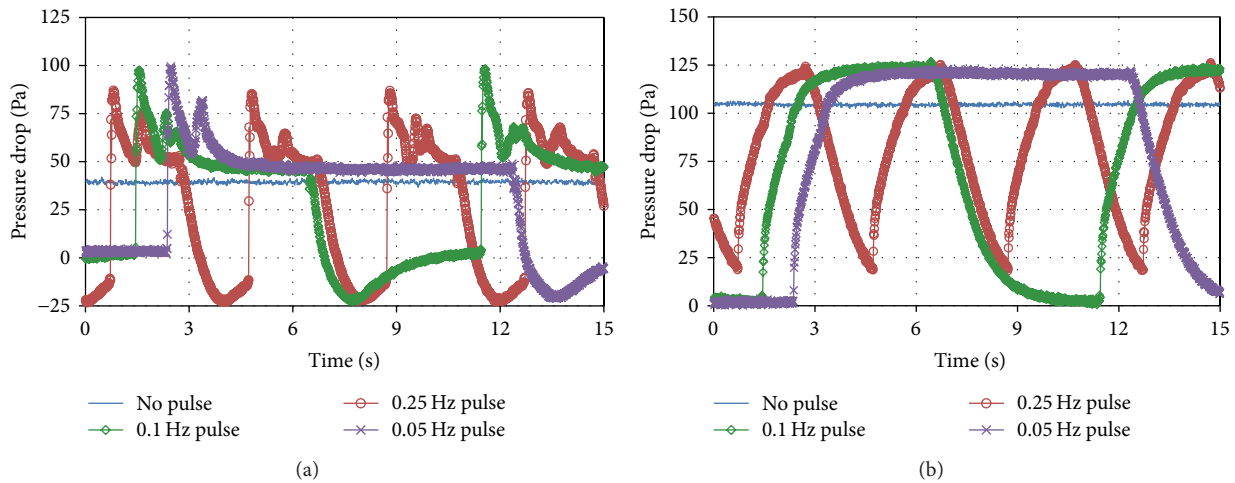 125
100
75
50
25
0
−25
Pressure drop (Pa)
0 3 6 9 12 15
Time (s)
No pulse
0.25 Hz pulse
0.1 Hz pulse
0.05 Hz pulse
(a)
150
125
100
75
50
25
0
Pressure drop (Pa)
0 3 6 9 12 15
Time (s)
No pulse
0.25 Hz pulse
0.1 Hz pulse
0.05 Hz pulse
(b)